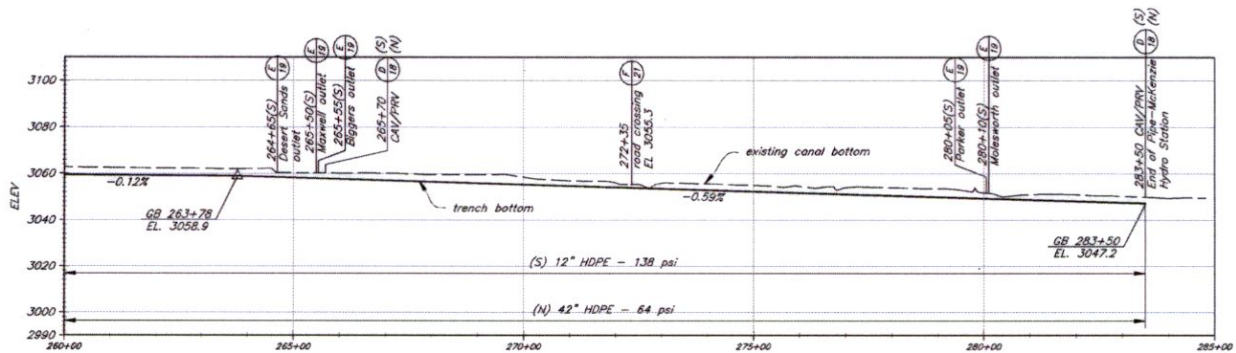 E
19
264+65(S)
Desert Sands
outlet
E
19
265+50(S)
Maxwell outlet
E
19
265+55(S)
Biggers outlet
D (S)
18 (N)
265+70
CAV/PRV
F
21
272+35
road crossing
EL 3055.3
E
19
280+05(S)
Parker outlet
E
19
280+10(S)
Molesworth outlet
D (S)
18 (N)
283+50 CAV/PRV
End of Pipe-McKenzie
Hydro Station
ELEV
3100
3080
3060
3040
3020
3000
2990
-0.12%
GB 263+78
EL. 3058.9
trench bottom
existing canal bottom
-0.59%
GB 283+50
EL. 3047.2
(S) 12" HDPE - 138 psi
(N) 42" HDPE - 64 psi
260+00
265+00
270+00
275+00
280+00
285+00